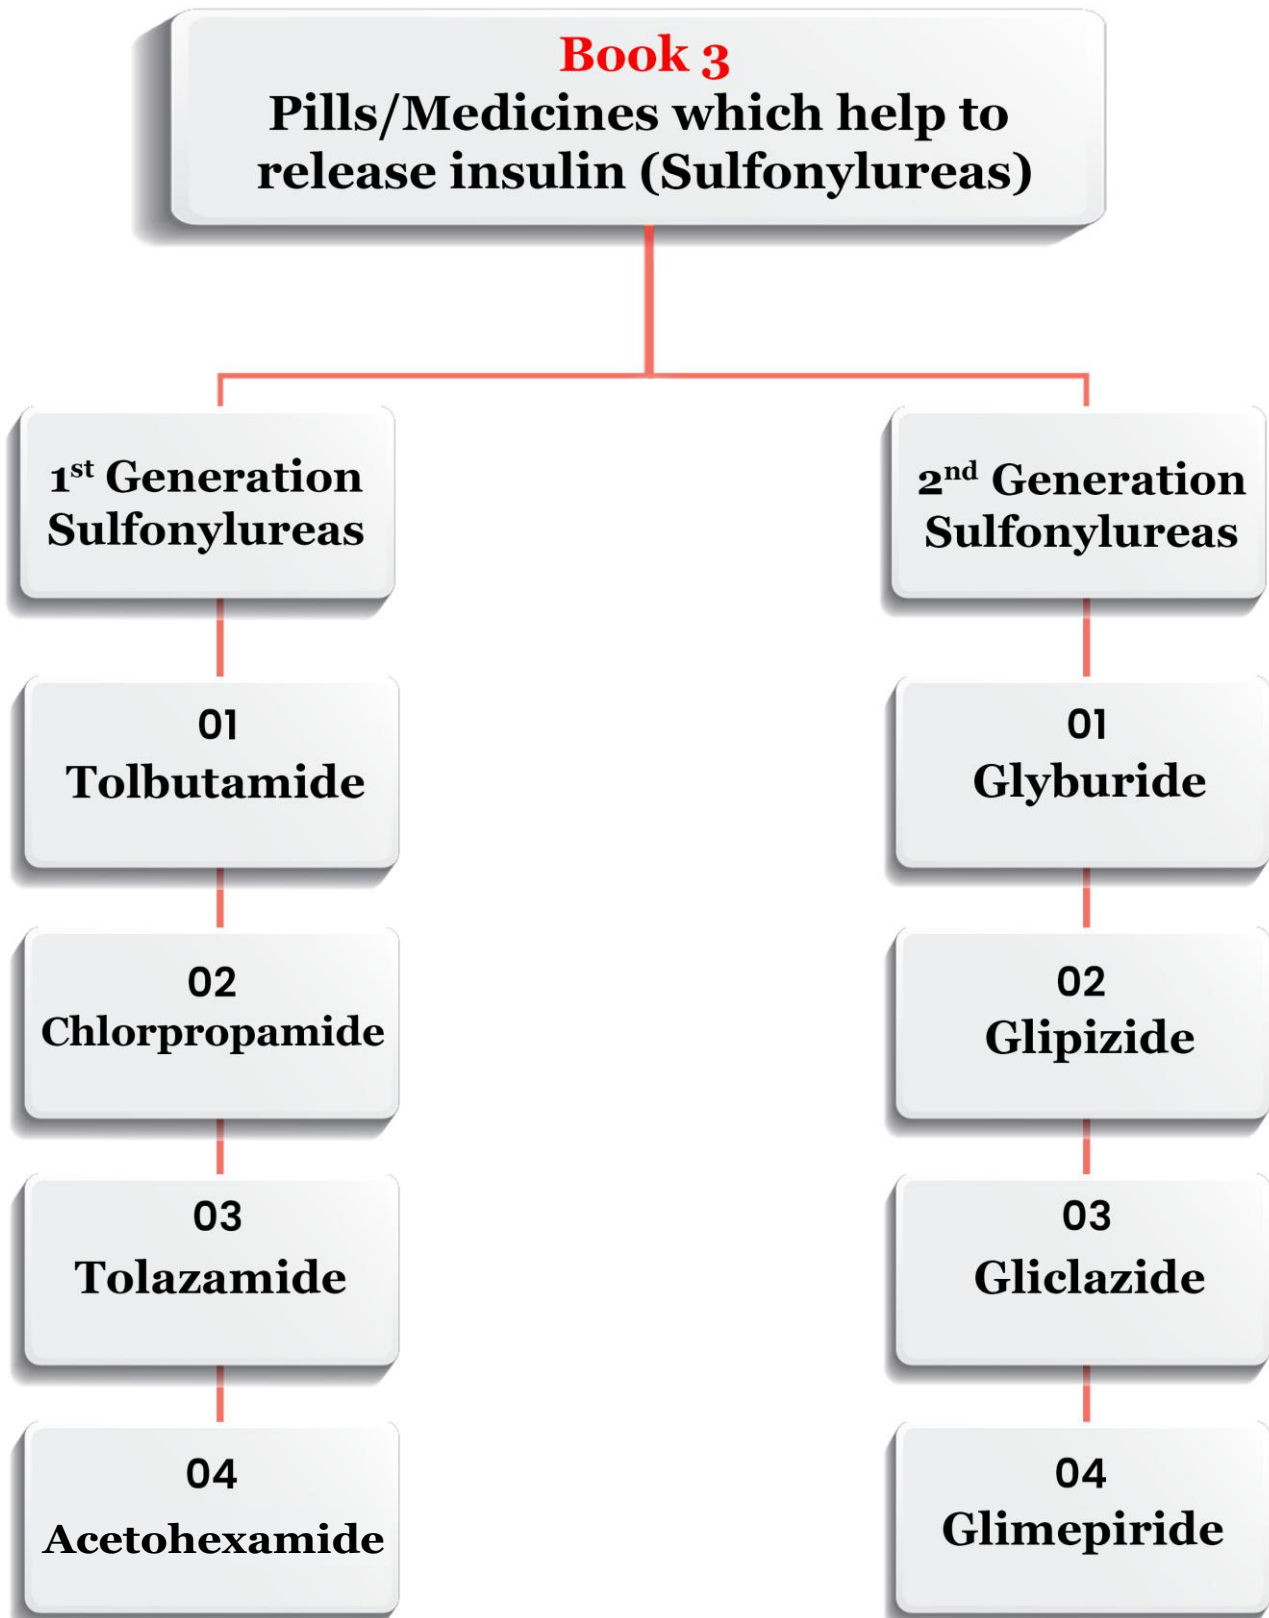 Book 3
Pills/Medicines which help to
release insulin (Sulfonylureas)
1st Generation
Sulfonylureas
01
Tolbutamide
02
Chlorpropamide
03
Tolazamide
04
Acetohexamide
2nd Generation
Sulfonylureas
01
Glyburide
02
Glipizide
03
Gliclazide
04
Glimepiride